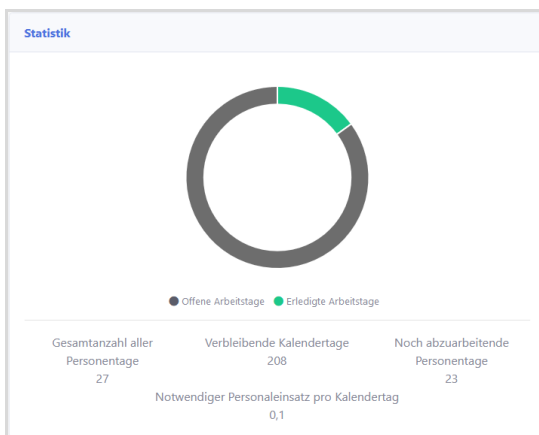 Statistik
Offene Arbeitstage Erledigte Arbeitstage
Gesamtanzahl aller Personentage
27
Verbleibende Kalendertage
208
Noch abzuarbeitende Personentage
23
Notwendiger Personaleinsatz pro Kalendertag
0,1